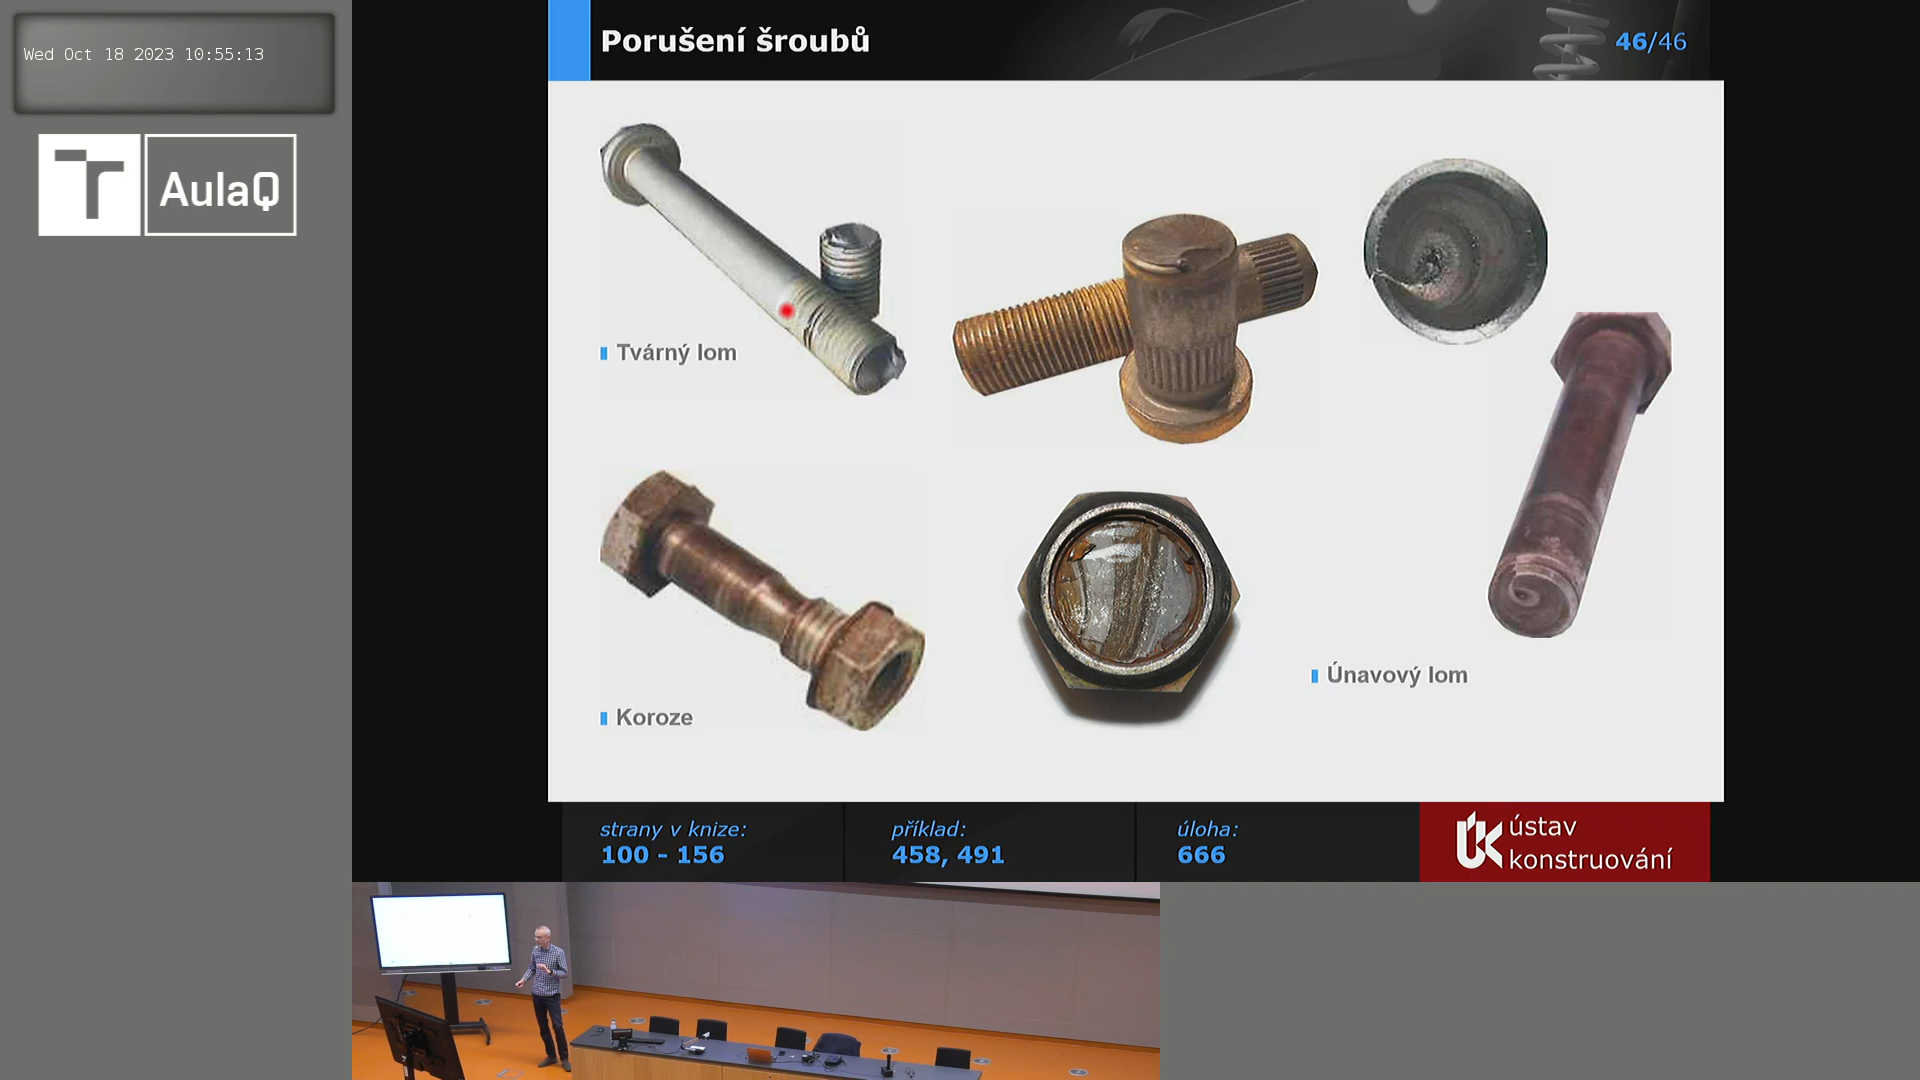 Wed Oct 18 2023 10:55:13
T AulaQ
Porušení šroubů
46/46
Tvárný lom
Koroze
Únavový lom
strany v knize:
100 - 156
příklad:
458, 491
úloha:
666
ÚK ústav
konstruování